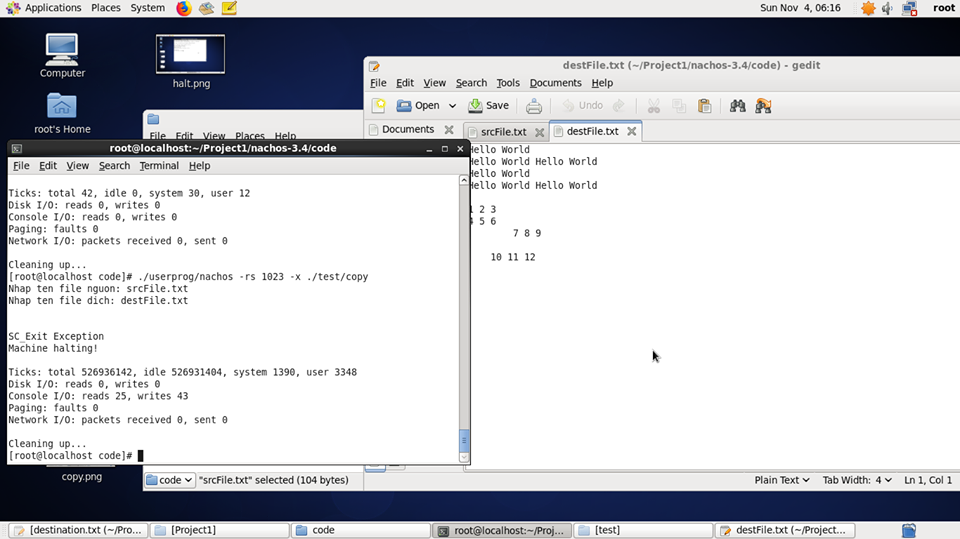 Applications Places System
Sun Nov 4, 06:16
root
Computer
halt.png
root's Home
destFile.txt (~/Project1/nachos-3.4/code) - gedit
File Edit View Search Tools Documents Help
Open Save Undo
Documents
srcFile.txt
destFile.txt
Hello World
Hello World Hello World
Hello World
Hello World Hello World
1 2 3
4 5 6
7 8 9
10 11 12
File Edit View Places Help
root@localhost:~/Project1/nachos-3.4/code
File Edit View Search Terminal Help
Ticks: total 42, idle 0, system 30, user 12
Disk I/O: reads 0, writes 0
Console I/O: reads 0, writes 0
Paging: faults 0
Network I/O: packets received 0, sent 0
Cleaning up...
[root@localhost code]# ./userprog/nachos -rs 1023 -x ./test/copy
Nhap ten file nguon: srcFile.txt
Nhap ten file dich: destFile.txt
SC_Exit Exception
Machine halting!
Ticks: total 526936142, idle 526931404, system 1390, user 3348
Disk I/O: reads 0, writes 0
Console I/O: reads 25, writes 43
Paging: faults 0
Network I/O: packets received 0, sent 0
Cleaning up...
[root@localhost code]#
copy.png
code
"srcFile.txt" selected (104 bytes)
Plain Text Tab Width: 4 Ln 1, Col 1
[destination.txt (~/Pro...
[Project1]
code
root@localhost:~/Proj...
[test]
destFile.txt (~/Project...